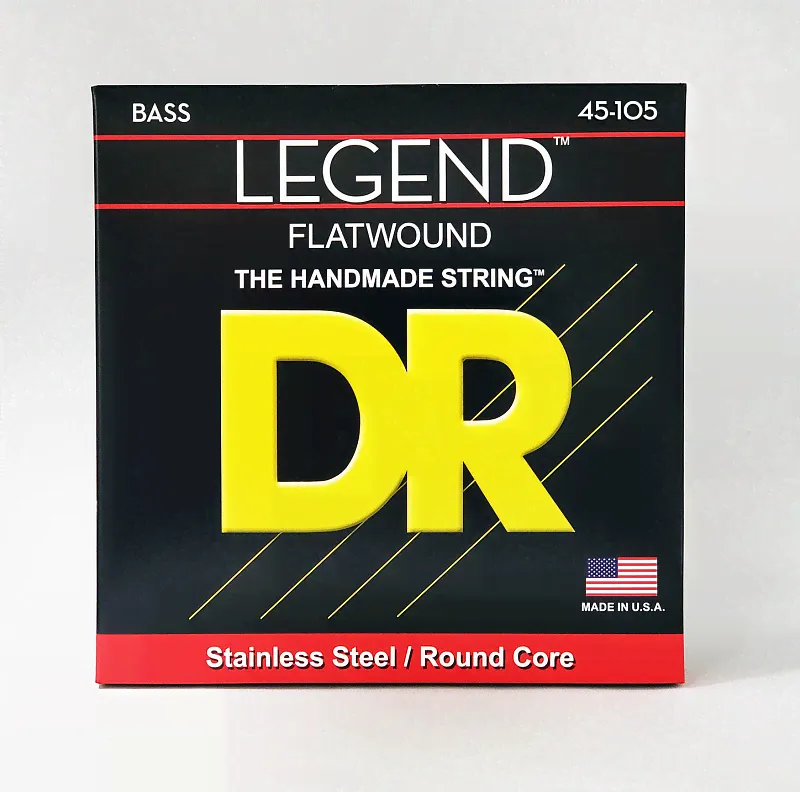 BASS 45-105
LEGEND™
FLATWOUND
THE HANDMADE STRING™
DR
MADE IN U.S.A.
Stainless Steel / Round Core